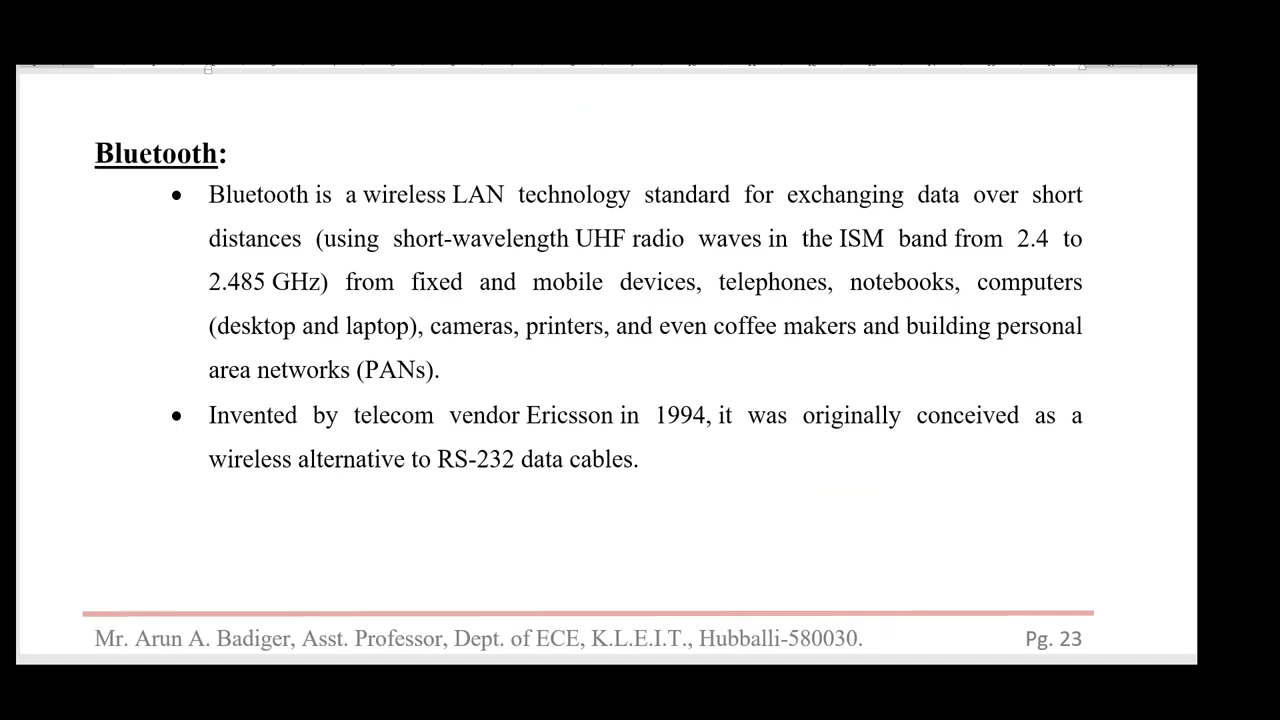 Bluetooth:
• Bluetooth is a wireless LAN technology standard for exchanging data over short
distances (using short-wavelength UHF radio waves in the ISM band from 2.4 to
2.485 GHz) from fixed and mobile devices, telephones, notebooks, computers
(desktop and laptop), cameras, printers, and even coffee makers and building personal
area networks (PANs).
• Invented by telecom vendor Ericsson in 1994, it was originally conceived as a
wireless alternative to RS-232 data cables.
Mr. Arun A. Badiger, Asst. Professor, Dept. of ECE, K.L.E.I.T., Hubballi-580030. Pg. 23